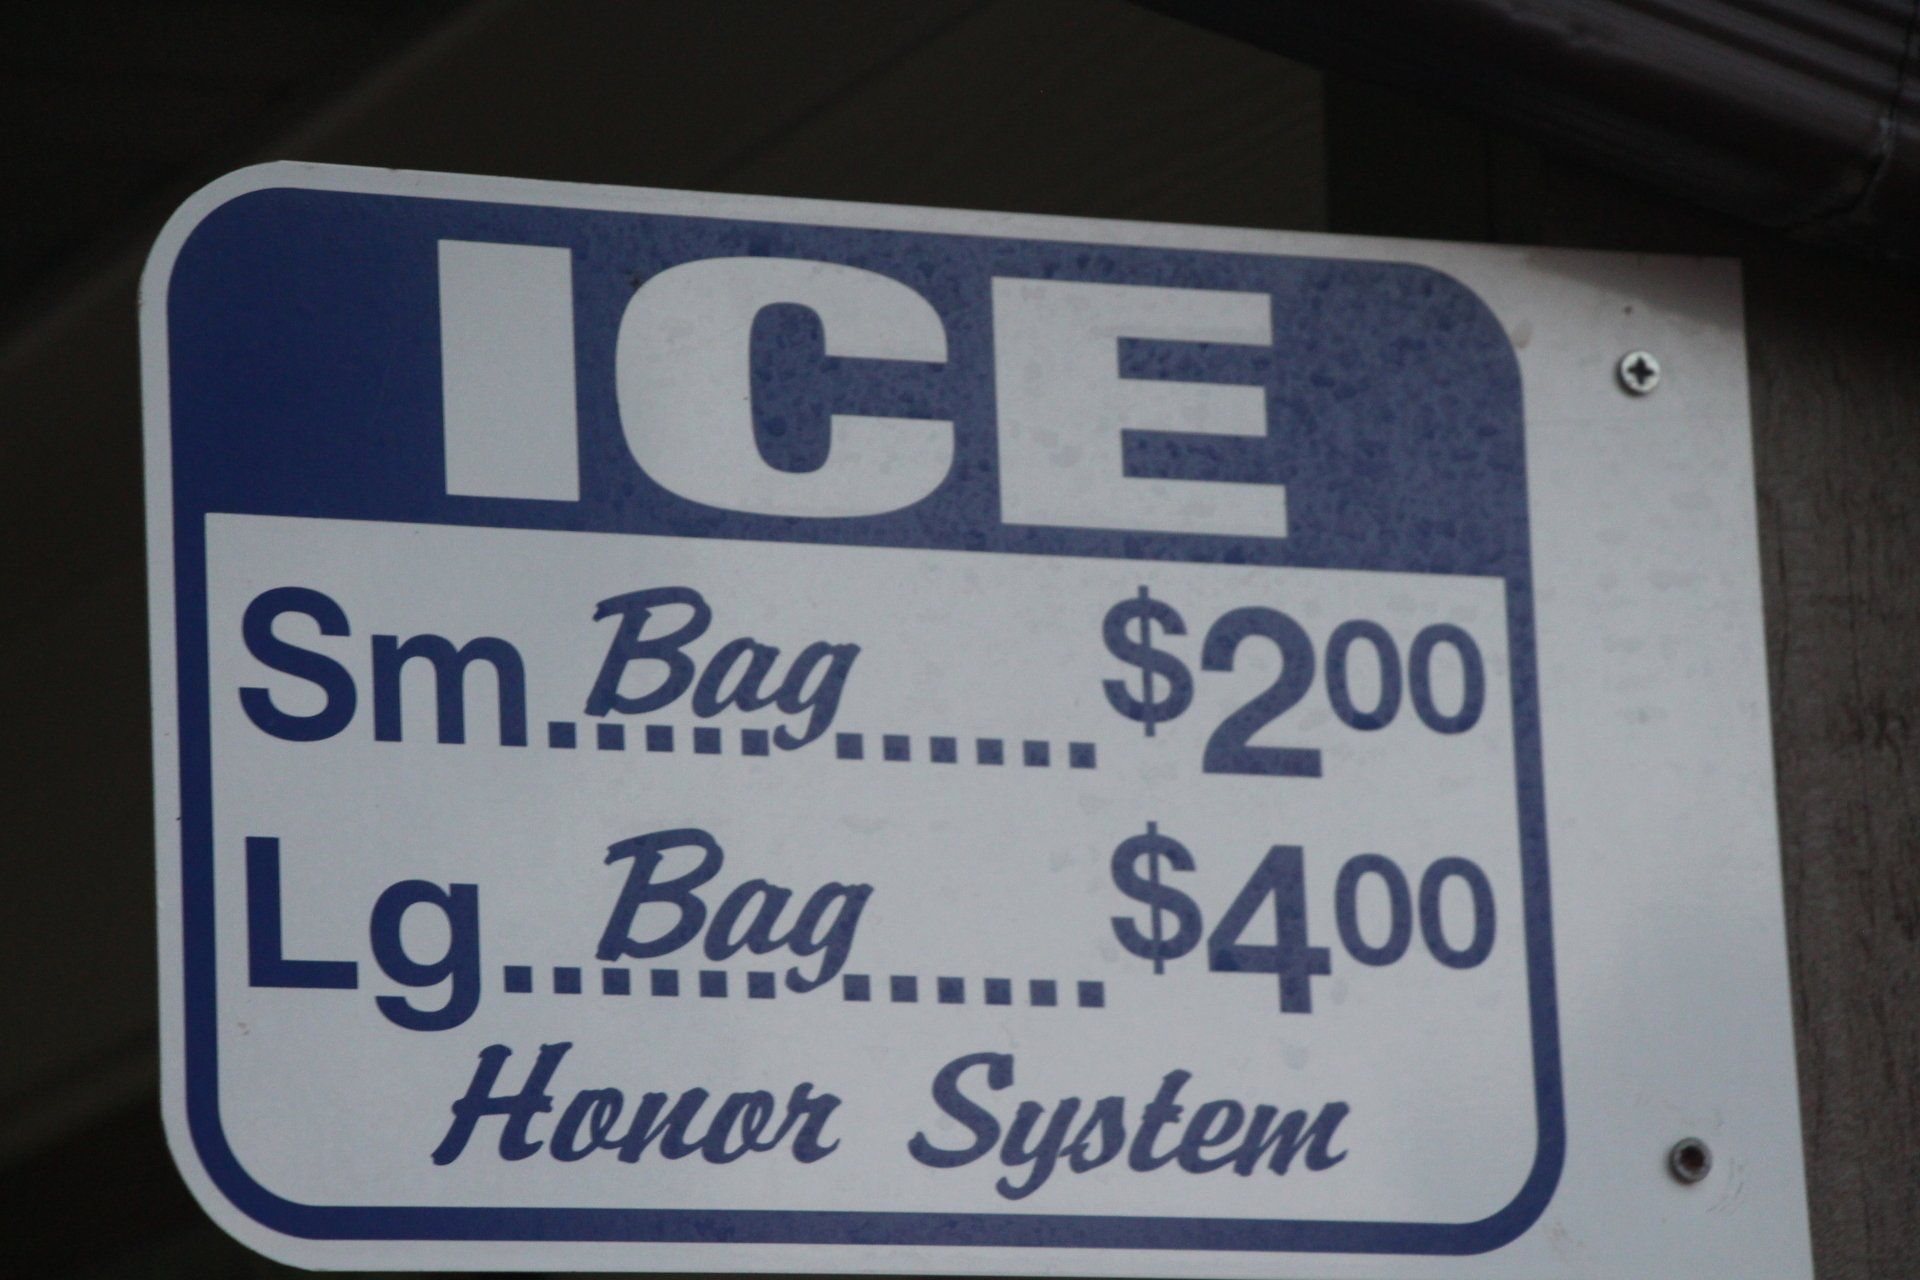 ICE
Sm Bag ............ $2.00
Lg Bag ............. $4.00
Honor System